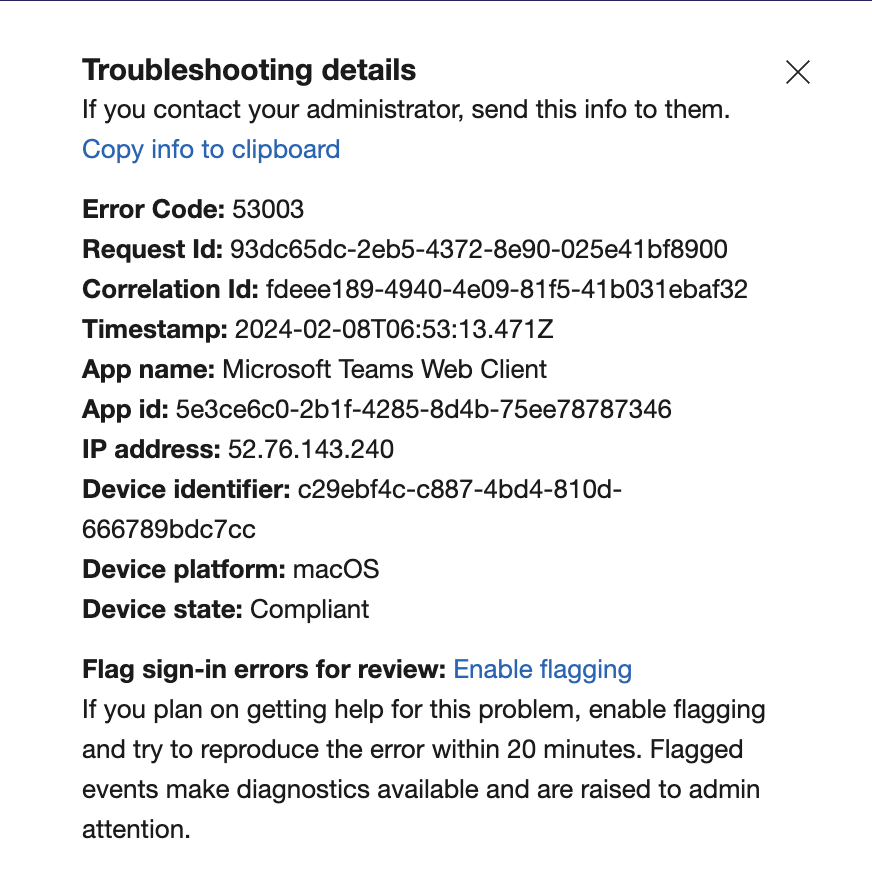 Troubleshooting details
If you contact your administrator, send this info to them.
Copy info to clipboard
Error Code: 53003
Request Id: 93dc65dc-2eb5-4372-8e90-025e41bf8900
Correlation Id: fdeee189-4940-4e09-81f5-41b031ebaf32
Timestamp: 2024-02-08T06:53:13.471Z
App name: Microsoft Teams Web Client
App id: 5e3ce6c0-2b1f-4285-8d4b-75ee78787346
IP address: 52.76.143.240
Device identifier: c29ebf4c-c887-4bd4-810d-
666789bdc7cc
Device platform: macOS
Device state: Compliant
Flag sign-in errors for review: Enable flagging
If you plan on getting help for this problem, enable flagging
and try to reproduce the error within 20 minutes. Flagged
events make diagnostics available and are raised to admin
attention.